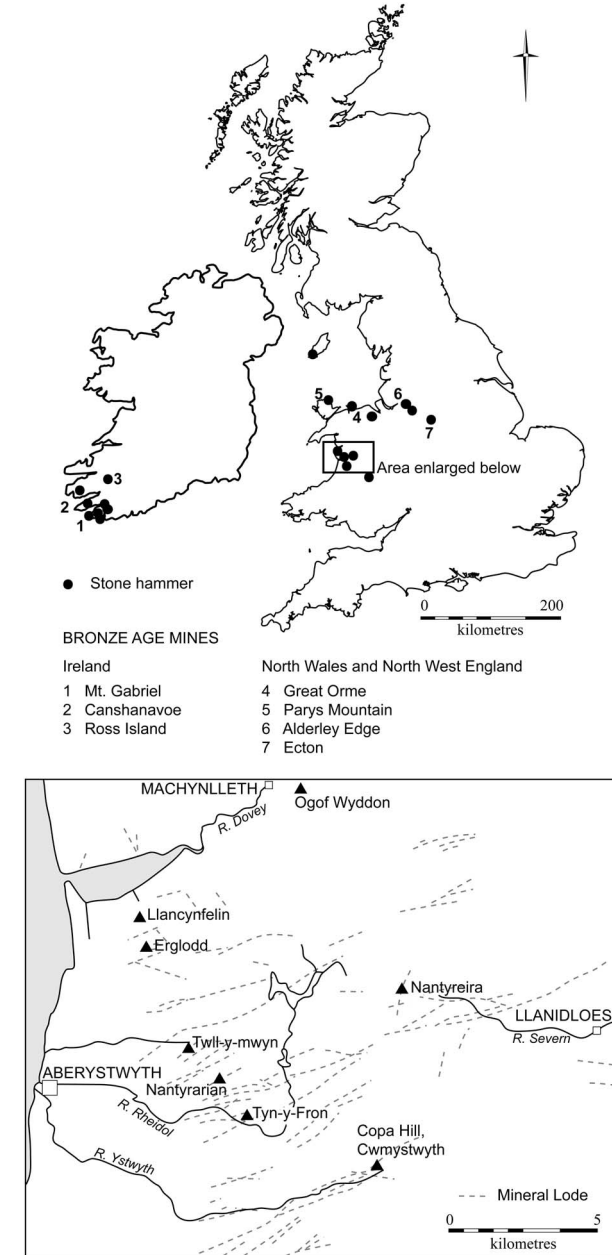 5
4
6
7
Area enlarged below
3
2
1
Stone hammer
0 200
kilometres
BRONZE AGE MINES
Ireland
1 Mt. Gabriel
2 Canshanavoe
3 Ross Island
North Wales and North West England
4 Great Orme
5 Parys Mountain
6 Alderley Edge
7 Ecton
MACHYNLLETH
Ogof Wyddon
R. Dovey
Llancynfelin
Erglodd
Nantyreira
LLANIDLOES
R. Severn
Twll-y-mwyn
ABERYSTWYTH
Nantyrarian
R. Rheidol
Tyn-y-Fron
Copa Hill,
Cwmystwyth
R. Ystwyth
Mineral Lode
0 5
kilometres